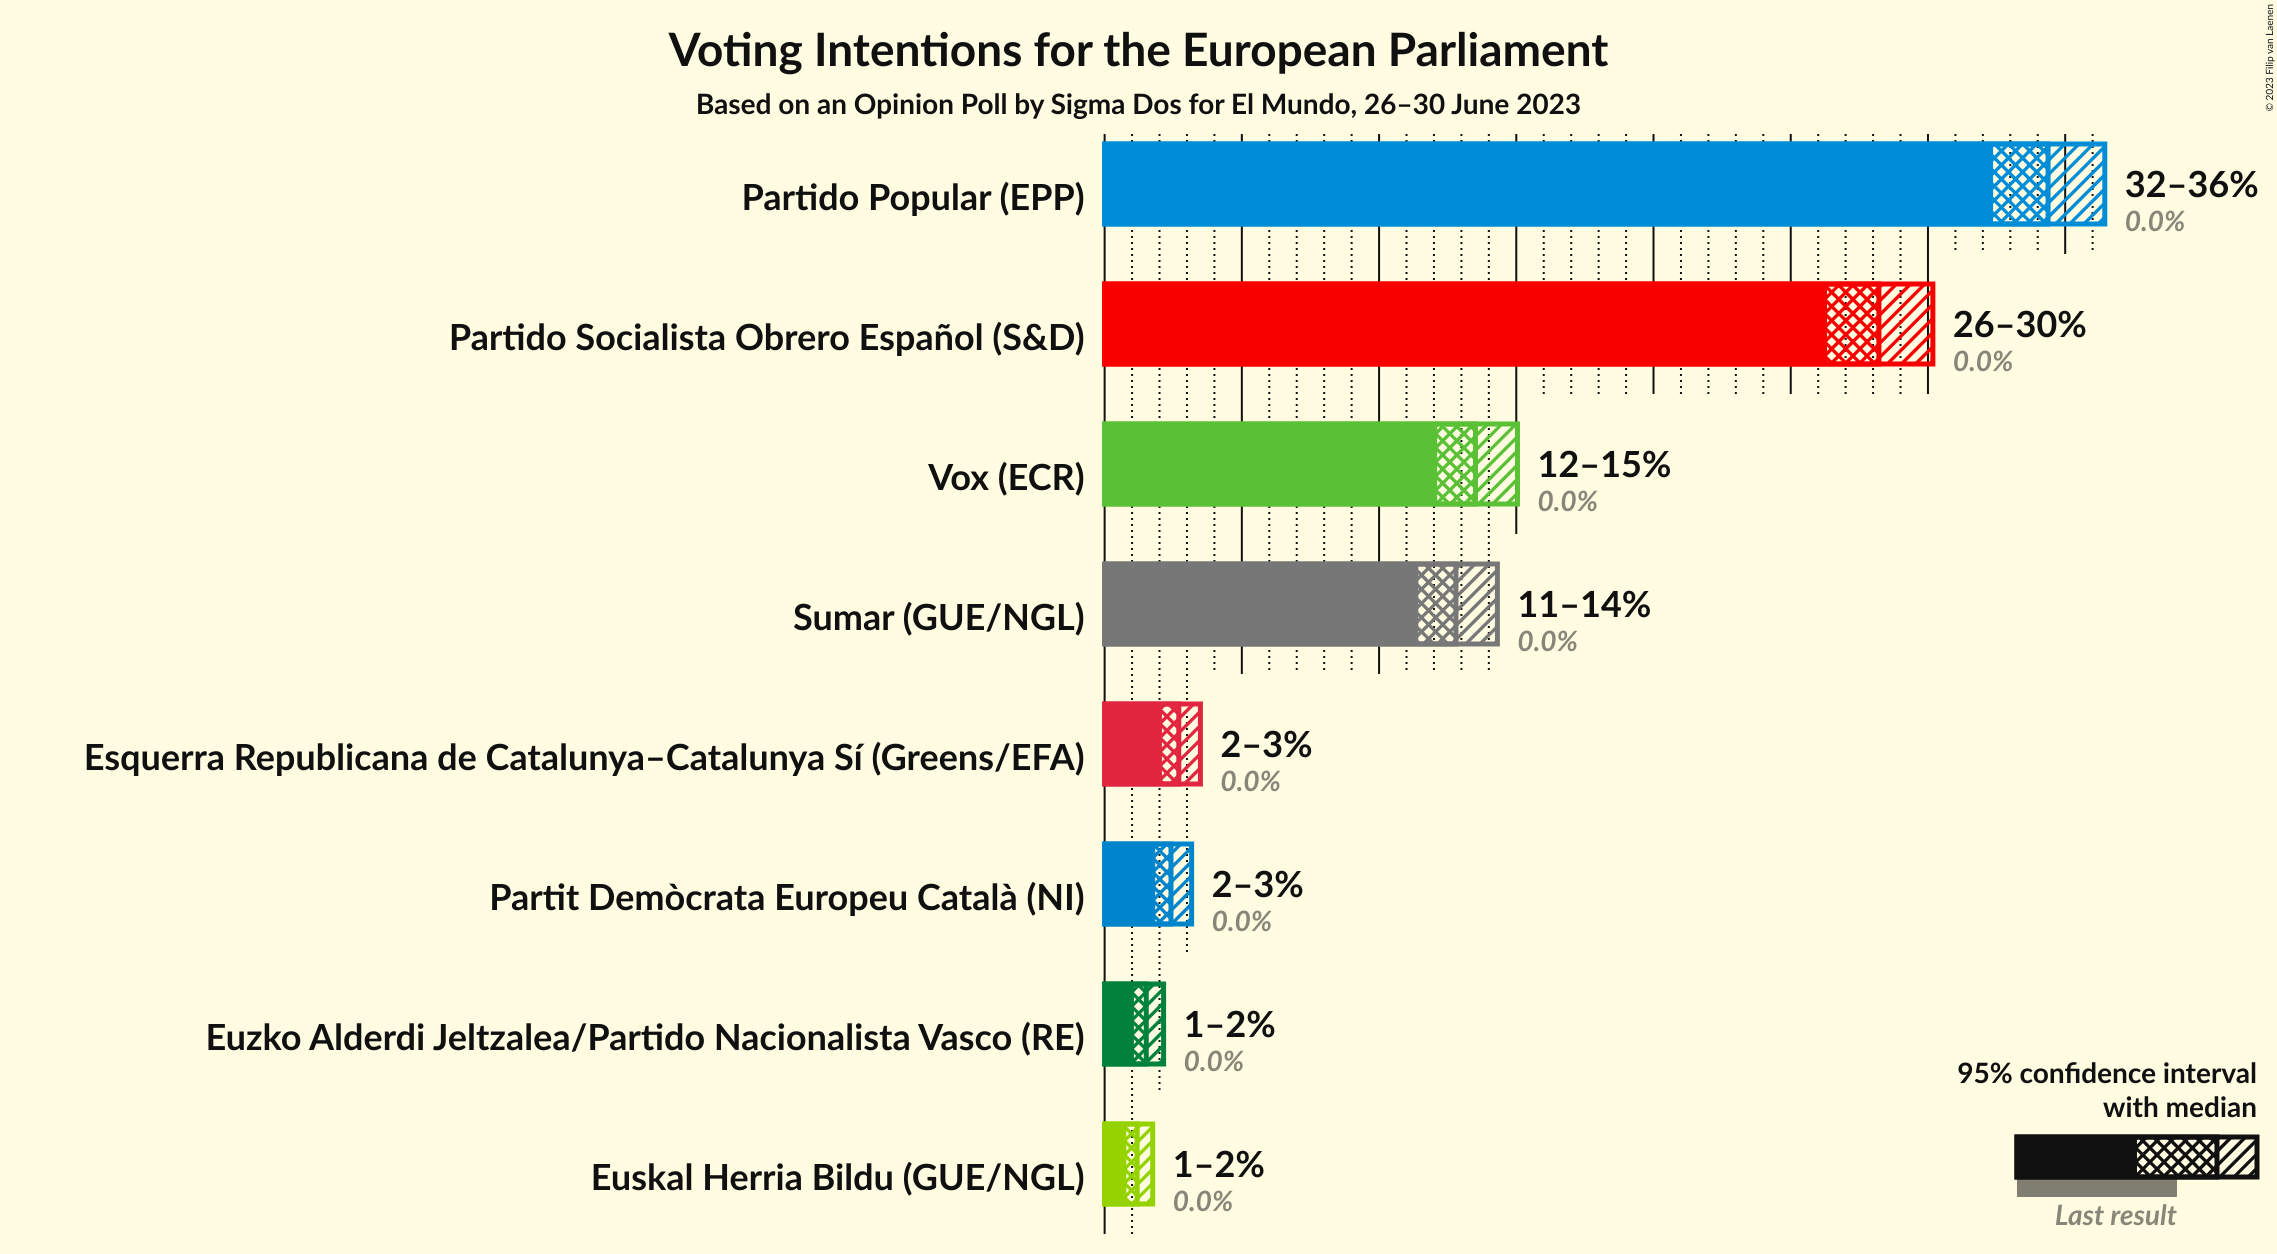 Voting Intentions for the European Parliament
Based on an Opinion Poll by Sigma Dos for El Mundo, 26–30 June 2023
© 2023 Filip van Laenen
Partido Popular (EPP)
32–36%
0.0%
Partido Socialista Obrero Español (S&D)
26–30%
0.0%
Vox (ECR)
12–15%
0.0%
Sumar (GUE/NGL)
11–14%
0.0%
Esquerra Republicana de Catalunya–Catalunya Sí (Greens/EFA)
2–3%
0.0%
Partit Demòcrata Europeu Català (NI)
2–3%
0.0%
Euzko Alderdi Jeltzalea/Partido Nacionalista Vasco (RE)
1–2%
0.0%
Euskal Herria Bildu (GUE/NGL)
1–2%
0.0%
95% confidence interval
with median
Last result